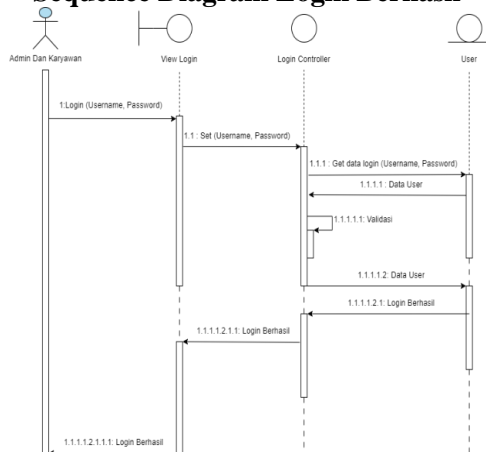 Sequence Diagram Login Berhasil
Admin Dan Karyawan
View Login
Login Controller
User
1:Login (Username, Password)
1.1 : Set (Username, Password)
1.1.1 : Get data login (Username, Password)
1.1.1.1 : Data User
1.1.1.1.1: Validasi
1.1.1.1.2: Data User
1.1.1.1.2.1: Login Berhasil
1.1.1.1.2.1.1: Login Berhasil
1.1.1.1.2.1.1.1: Login Berhasil